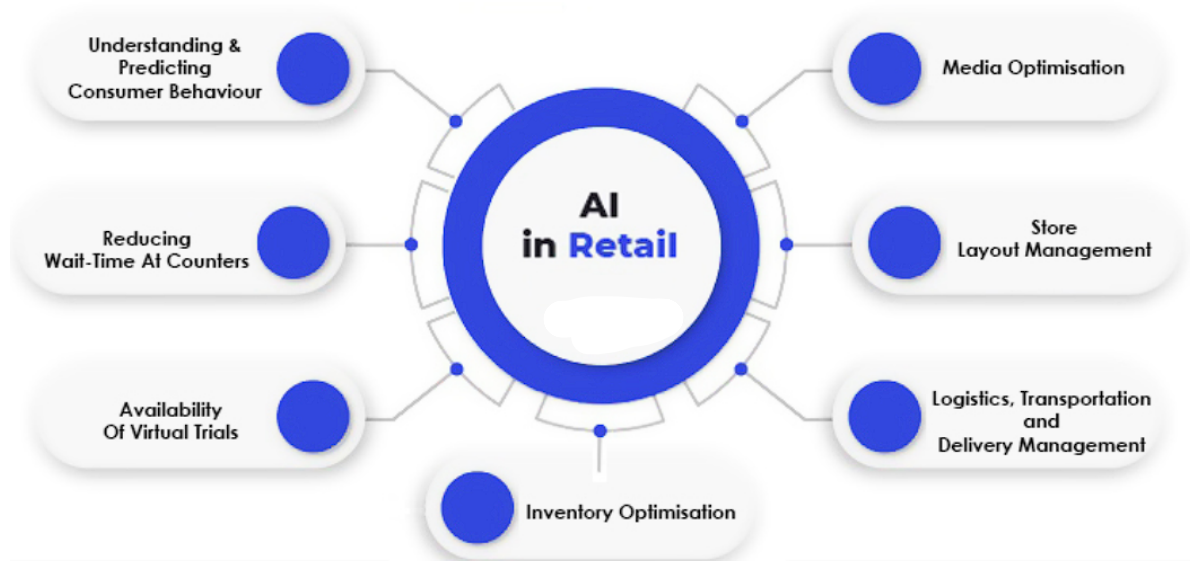 Understanding &
Predicting
Consumer Behaviour
Media Optimisation
AI
in Retail
Reducing
Wait-Time At Counters
Store
Layout Management
Availability
Of Virtual Trials
Logistics, Transportation
and
Delivery Management
Inventory Optimisation